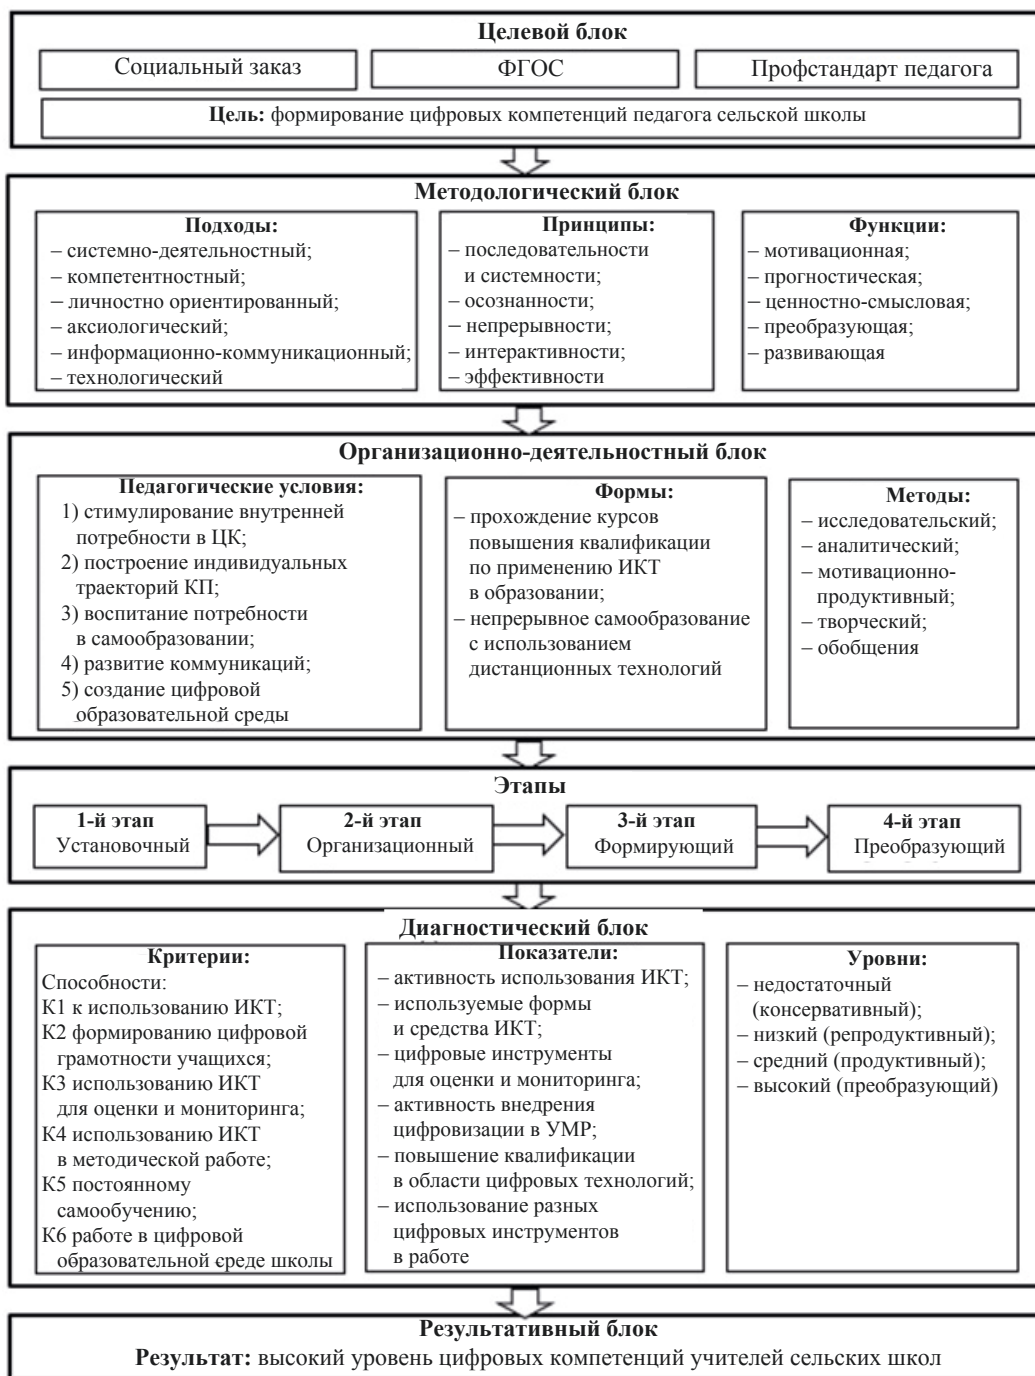 Целевой блок
Социальный заказ
ФГОС
Профстандарт педагога
Цель: формирование цифровых компетенций педагога сельской школы
Методологический блок
Подходы:
– системно-деятельностный;
– компетентностный;
– личностно ориентированный;
– аксиологический;
– информационно-коммуникационный;
– технологический
Принципы:
– последовательности
и системности;
– осознанности;
– непрерывности;
– интерактивности;
– эффективности
Функции:
– мотивационная;
– прогностическая;
– ценностно-смысловая;
– преобразующая;
– развивающая
Организационно-деятельностный блок
Педагогические условия:
1) стимулирование внутренней
потребности в ЦК;
2) построение индивидуальных
траекторий КП;
3) воспитание потребности
в самообразовании;
4) развитие коммуникаций;
5) создание цифровой
образовательной среды
Формы:
– прохождение курсов
повышения квалификации
по применению ИКТ
в образовании;
– непрерывное самообразование
с использованием
дистанционных технологий
Методы:
– исследовательский;
– аналитический;
– мотивационно-
продуктивный;
– творческий;
– обобщения
Этапы
1-й этап
Установочный
2-й этап
Организационный
3-й этап
Формирующий
4-й этап
Преобразующий
Диагностический блок
Критерии:
Способности:
К1 к использованию ИКТ;
К2 формированию цифровой
грамотности учащихся;
К3 использованию ИКТ
для оценки и мониторинга;
К4 использованию ИКТ
в методической работе;
К5 постоянному
самообучению;
К6 работе в цифровой
образовательной среде школы
Показатели:
– активность использования ИКТ;
– используемые формы
и средства ИКТ;
– цифровые инструменты
для оценки и мониторинга;
– активность внедрения
цифровизации в УМР;
– повышение квалификации
в области цифровых технологий;
– использование разных
цифровых инструментов
в работе
Уровни:
– недостаточный
(консервативный);
– низкий (репродуктивный);
– средний (продуктивный);
– высокий (преобразующий)
Результативный блок
Результат: высокий уровень цифровых компетенций учителей сельских школ